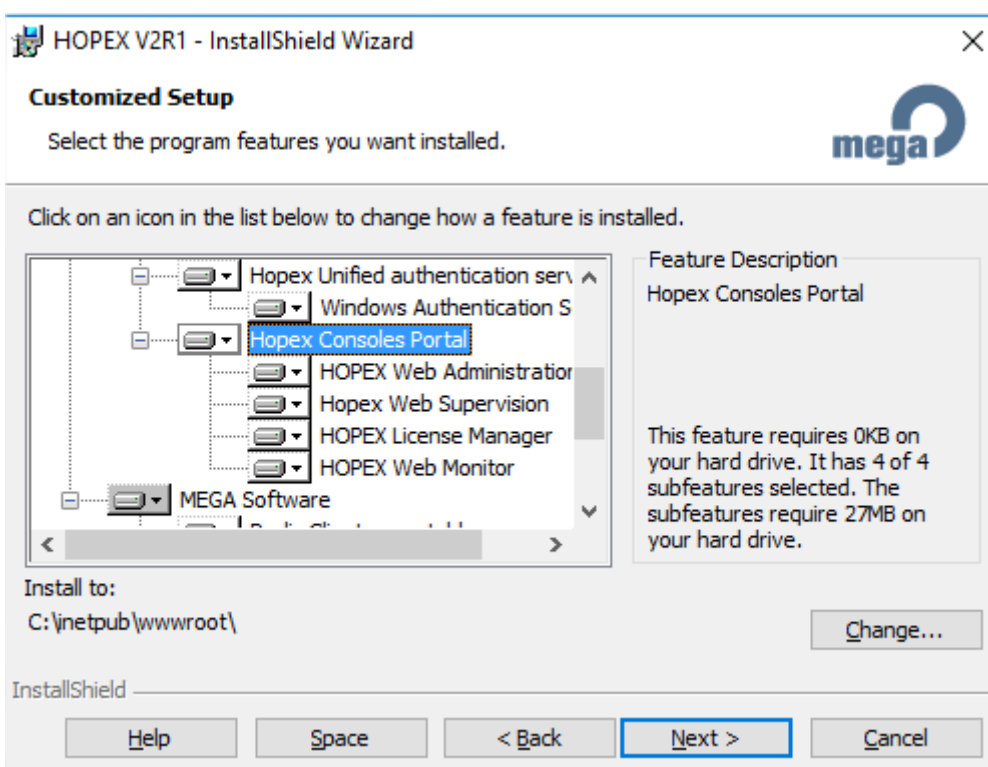 HOPEX V2R1 - InstallShield Wizard
Customized Setup
Select the program features you want installed.
mega
Click on an icon in the list below to change how a feature is installed.
Hopex Unified authentication serv
Windows Authentication S
Hopex Consoles Portal
HOPEX Web Administration
Hopex Web Supervision
HOPEX License Manager
HOPEX Web Monitor
MEGA Software
Feature Description
Hopex Consoles Portal
This feature requires 0KB on
your hard drive. It has 4 of 4
subfeatures selected. The
subfeatures require 27MB on
your hard drive.
Install to:
C:\inetpub\wwwroot\
Change...
InstallShield
Help
Space
< Back
Next >
Cancel